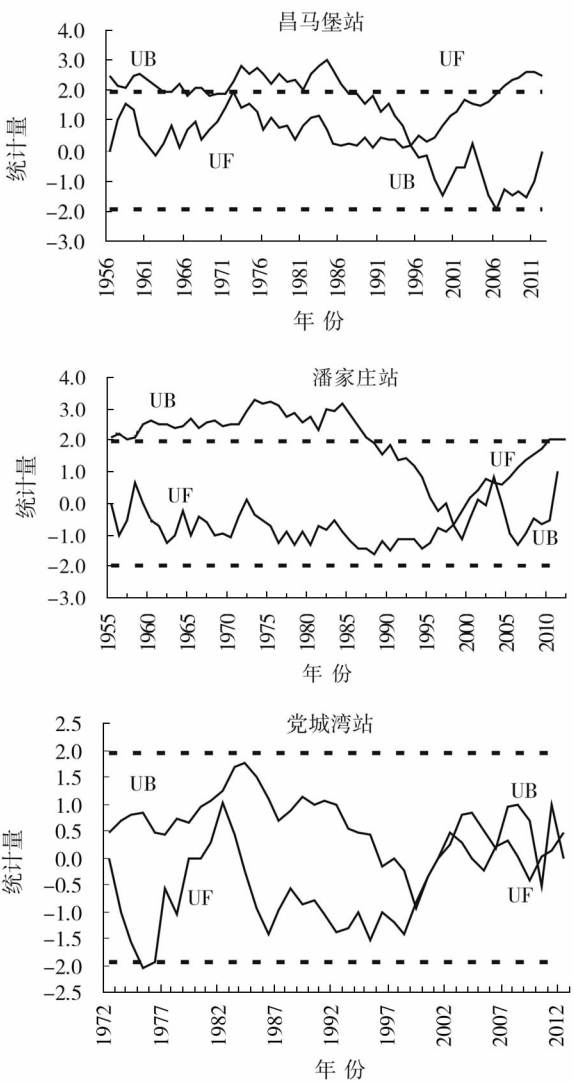 昌马堡站
4.0
UB
UF
3.0
2.0
1.0
0.0
UF
UB
−1.0
−2.0
−3.0
统计量
1956
1961
1966
1971
1976
1981
1986
1991
1996
2001
2006
2011
年 份
潘家庄站
4.0
UB
3.0
2.0
UF
1.0
UF
0.0
−1.0
UB
−2.0
−3.0
统计量
1955
1960
1965
1970
1975
1980
1985
1990
1995
2000
2005
2010
年 份
党城湾站
2.5
2.0
UB
UB
1.5
1.0
0.5
0.0
UF
UF
−0.5
−1.0
−1.5
−2.0
−2.5
统计量
1972
1977
1982
1987
1992
1997
2002
2007
2012
年 份